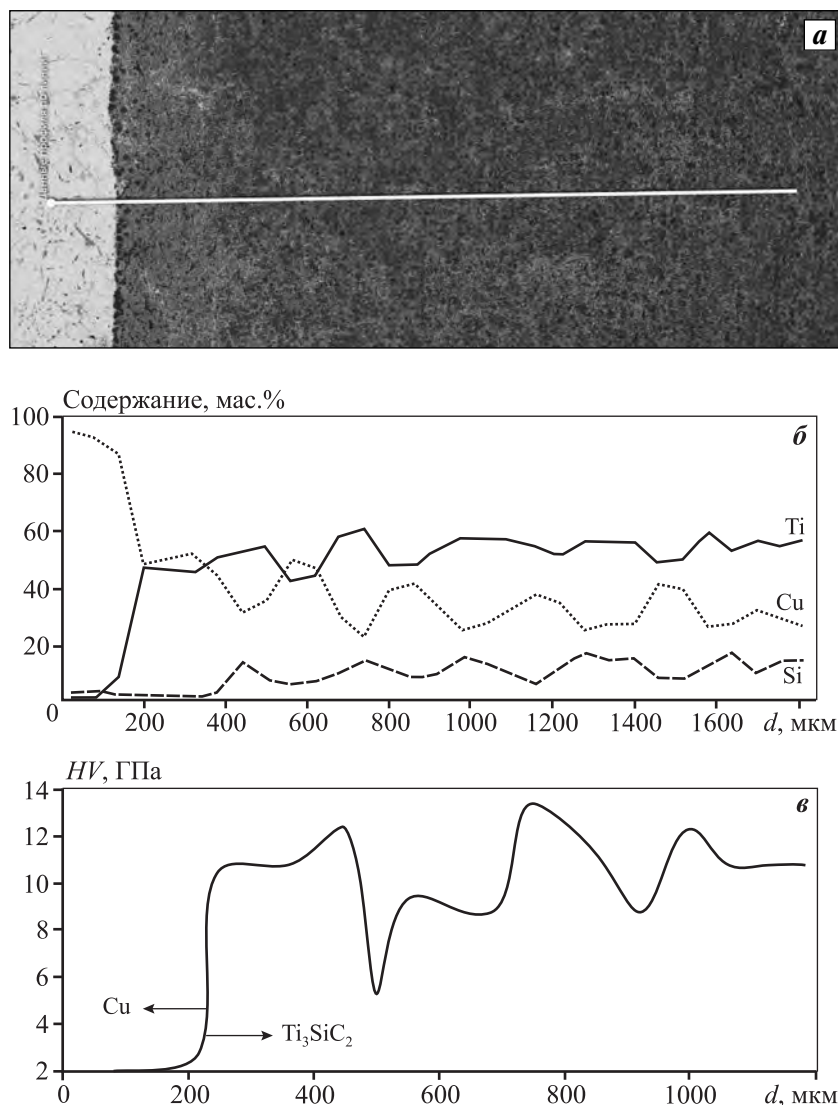 а
Содержание, мас.%
б
100
80
60
40
20
0
Ti
Cu
Si
200 400 600 800 1000 1200 1400 1600 d, мкм
HV, ГПа
в
14
12
10
8
6
4
2
Cu
Ti₃SiC₂
0 200 400 600 800 1000 d, мкм